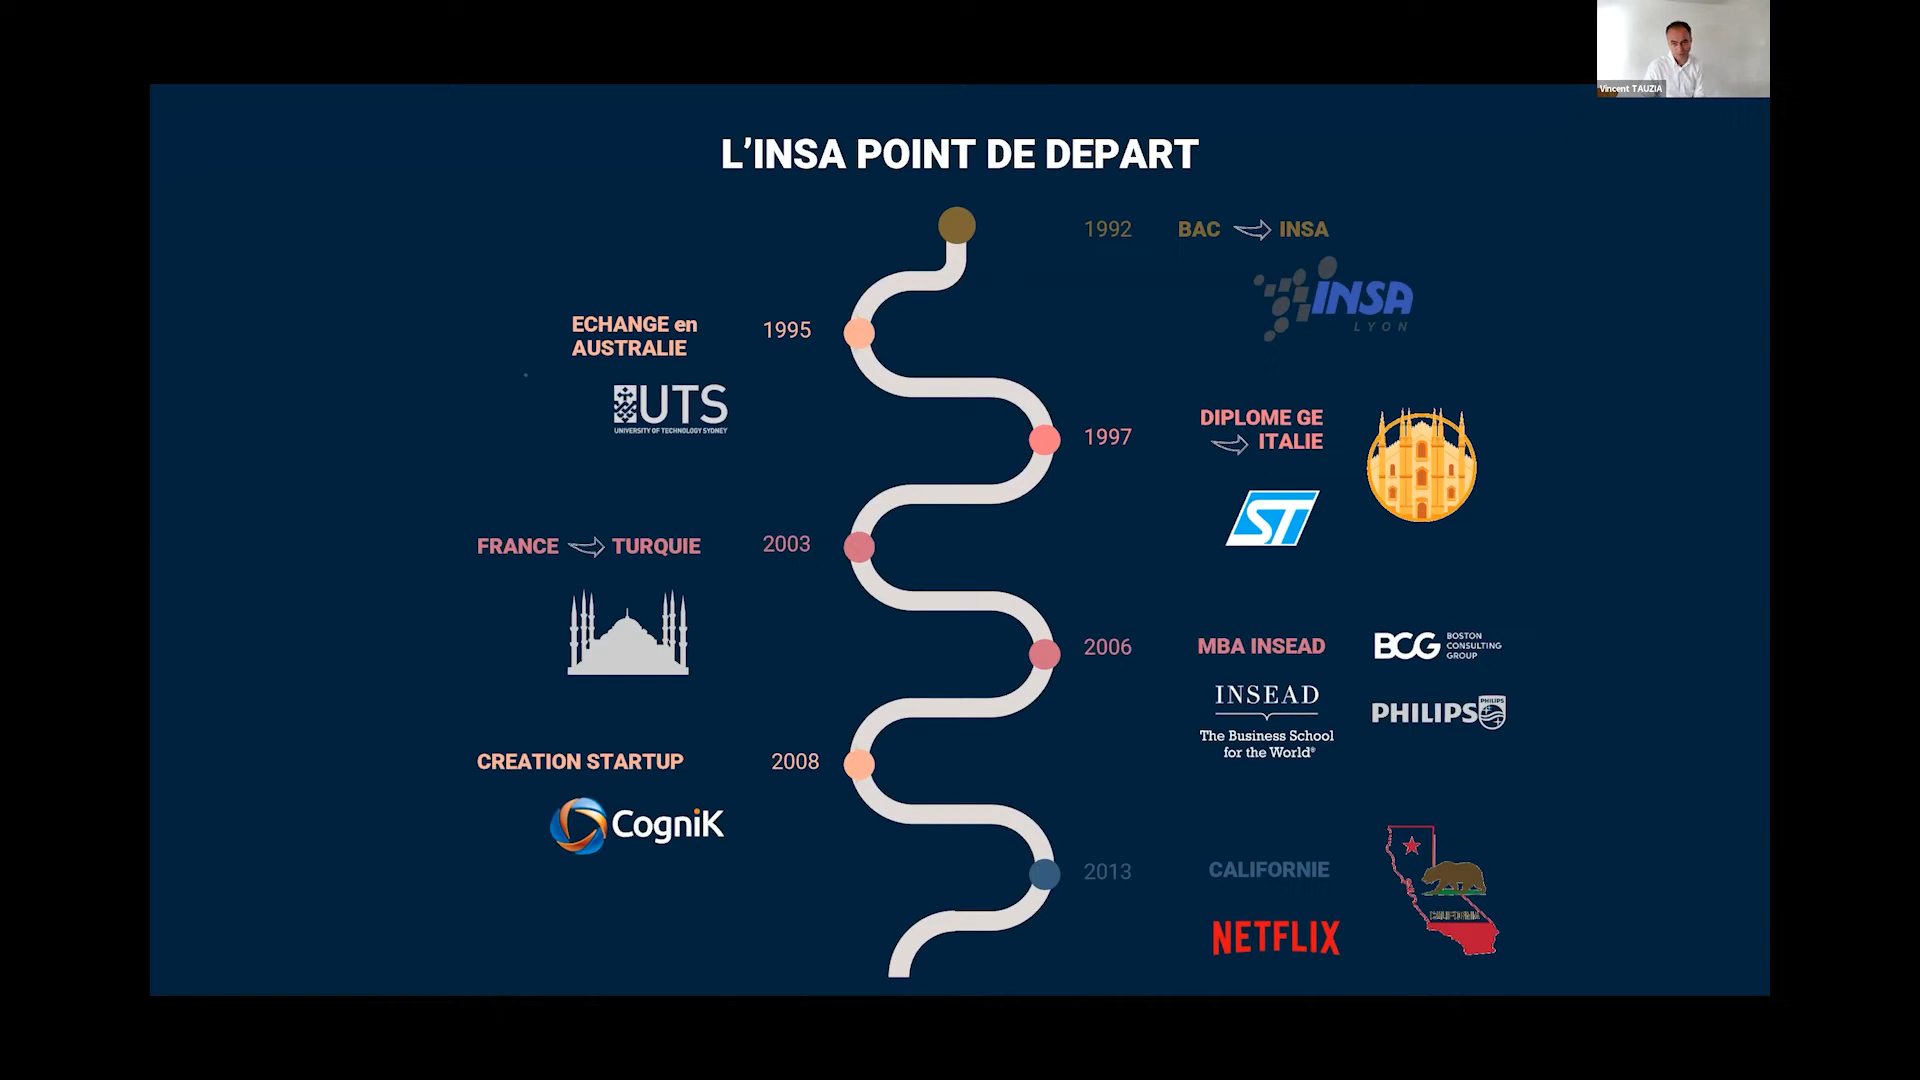 Vincent TAUZIA
L'INSA POINT DE DEPART
1992 BAC INSA
INSA
LYON
ECHANGE en
AUSTRALIE
1995
UTS
UNIVERSITY OF TECHNOLOGY SYDNEY
1997
DIPLOME GE
ITALIE
ST
FRANCE TURQUIE 2003
2006 MBA INSEAD
BCG
BOSTON
CONSULTING
GROUP
INSEAD
The Business School
for the World®
PHILIPS
PHILIPS
CREATION STARTUP 2008
CogniK
2013 CALIFORNIE
CALIFORNIA
NETFLIX